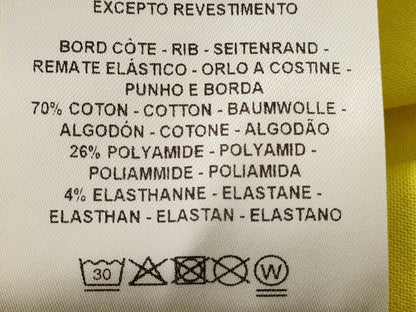 EXCEPTO REVESTIMENTO
BORD CÔTE - RIB - SEITENRAND -
REMATE ELÁSTICO - ORLO A COSTINE -
PUNHO E BORDA
70% COTON - COTTON - BAUMWOLLE -
ALGODÓN - COTONE - ALGODÃO
26% POLYAMIDE - POLYAMID -
POLIAMMIDE - POLIAMIDA
4% ELASTHANNE - ELASTANE -
ELASTHAN - ELASTAN - ELASTANO
30 W